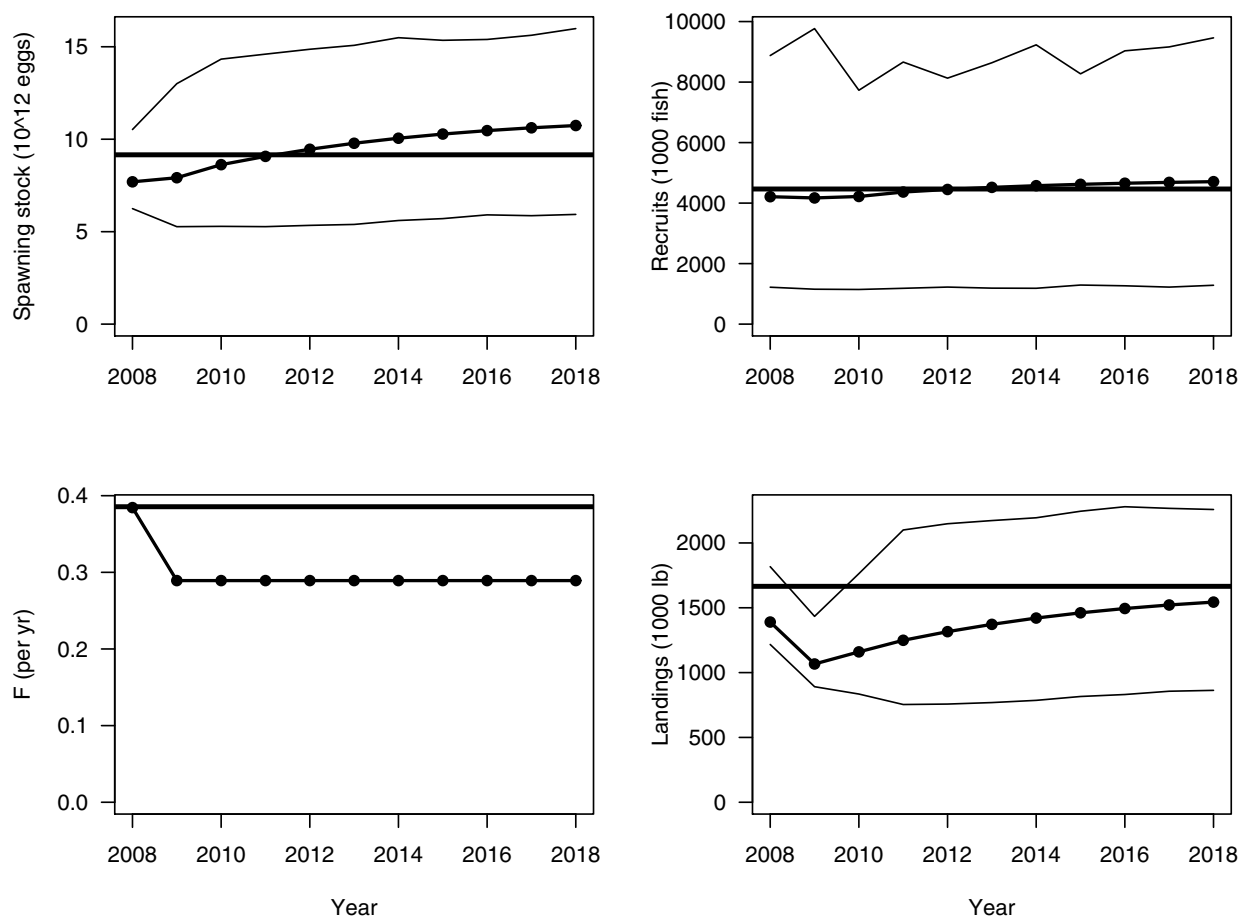 Spawning stock (10^12 eggs)
15
10
5
0
2008 2010 2012 2014 2016 2018
Recruits (1000 fish)
10000
8000
6000
4000
2000
0
2008 2010 2012 2014 2016 2018
F (per yr)
0.4
0.3
0.2
0.1
0.0
2008 2010 2012 2014 2016 2018
Year
Landings (1000 lb)
2000
1500
1000
500
0
2008 2010 2012 2014 2016 2018
Year